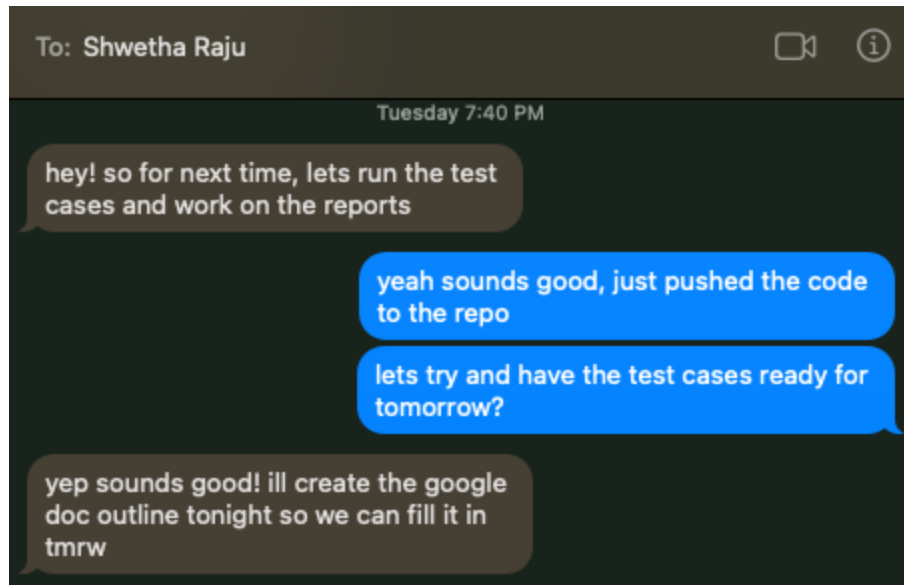 To: Shwetha Raju
Tuesday 7:40 PM
hey! so for next time, lets run the test
cases and work on the reports
yeah sounds good, just pushed the code
to the repo
lets try and have the test cases ready for
tomorrow?
yep sounds good! ill create the google
doc outline tonight so we can fill it in
tmrw